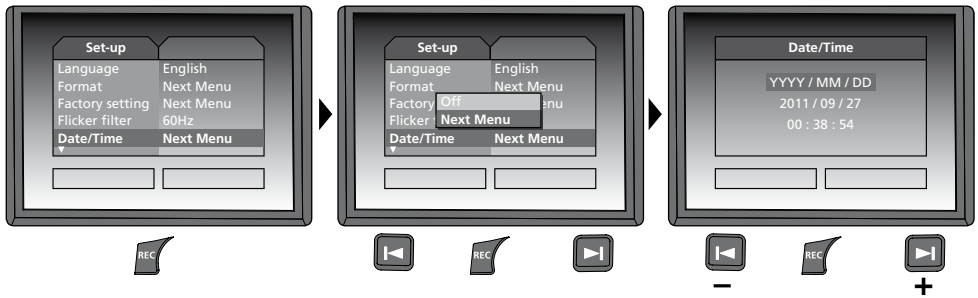 Set-up
Language English
Format Next Menu
Factory setting Next Menu
Flicker filter 60Hz
Date/Time Next Menu
REC
Set-up
Language English
Format Next Menu
Factory Off enu
Flicker Next Menu
Date/Time Next Menu
REC
Date/Time
YYYY / MM / DD
2011 / 09 / 27
00 : 38 : 54
REC
− +